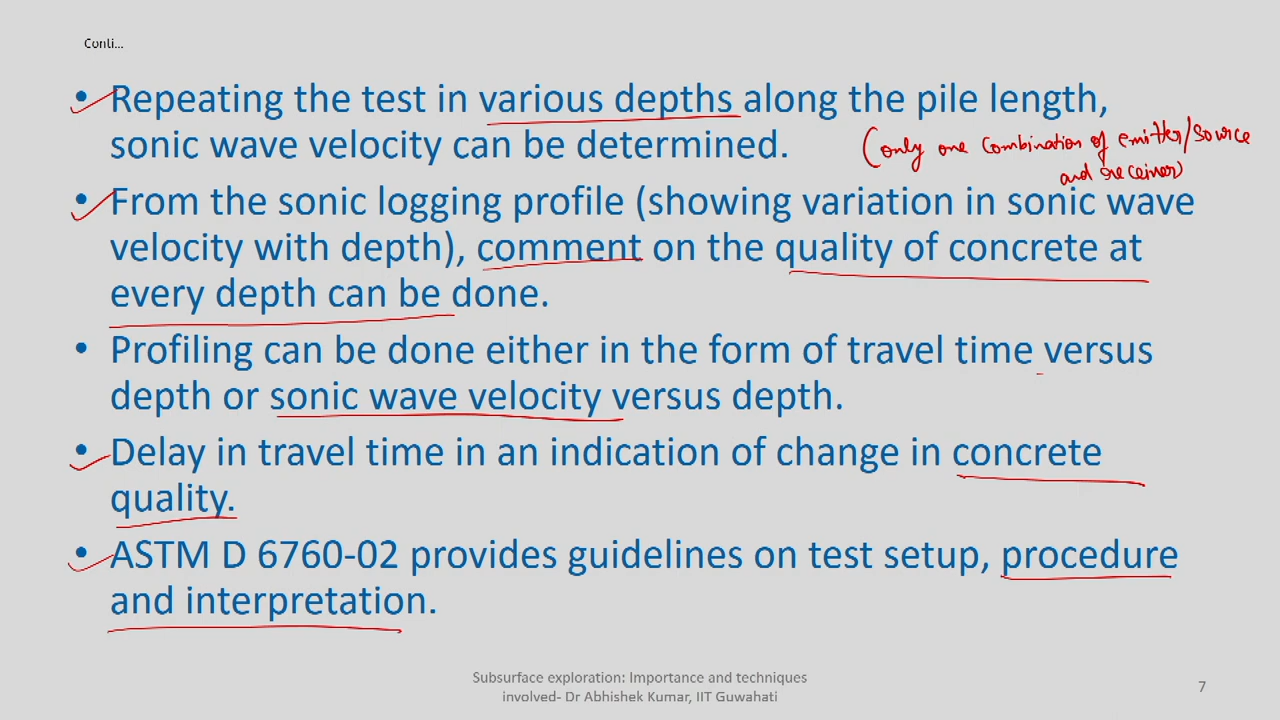 Conti...
• Repeating the test in various depths along the pile length,
sonic wave velocity can be determined.
(only one combination of emitter/source
and receiver)
• From the sonic logging profile (showing variation in sonic wave
velocity with depth), comment on the quality of concrete at
every depth can be done.
• Profiling can be done either in the form of travel time versus
depth or sonic wave velocity versus depth.
• Delay in travel time in an indication of change in concrete
quality.
• ASTM D 6760-02 provides guidelines on test setup, procedure
and interpretation.
Subsurface exploration: Importance and techniques
involved- Dr Abhishek Kumar, IIT Guwahati
7